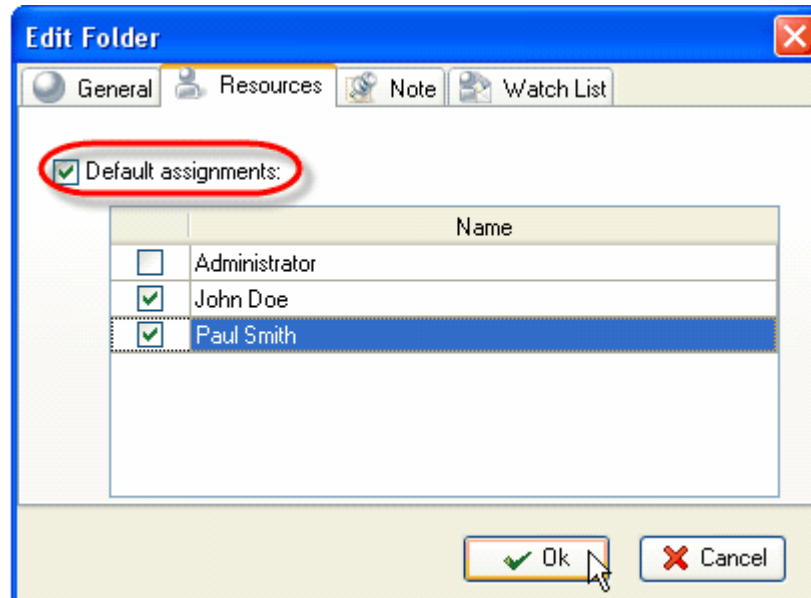 Edit Folder
General Resources Note Watch List
Default assignments:
Name
Administrator
John Doe
Paul Smith
Ok Cancel